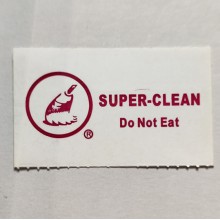 SUPER-CLEAN
Do Not Eat
®